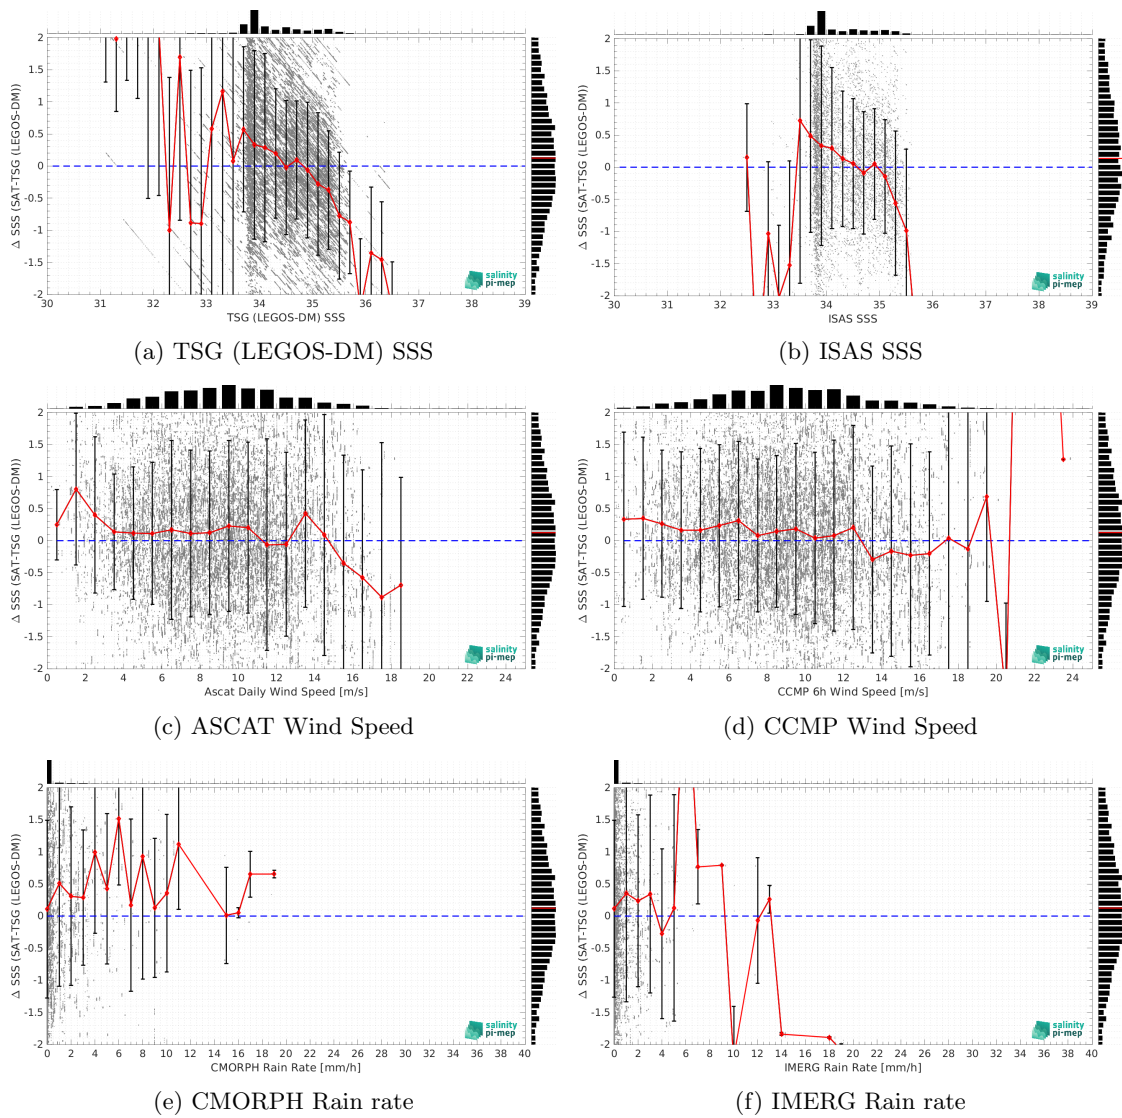 2
1.5
1
0.5
0
-0.5
-1
-1.5
-2
Δ SSS (SAT-TSG (LEGOS-DM))
30 31 32 33 34 35 36 37 38 39
TSG (LEGOS-DM) SSS
salinity
pi-mep
(a) TSG (LEGOS-DM) SSS
2
1.5
1
0.5
0
-0.5
-1
-1.5
-2
Δ SSS (SAT-TSG (LEGOS-DM))
30 31 32 33 34 35 36 37 38 39
ISAS SSS
salinity
pi-mep
(b) ISAS SSS
2
1.5
1
0.5
0
-0.5
-1
-1.5
-2
Δ SSS (SAT-TSG (LEGOS-DM))
0 2 4 6 8 10 12 14 16 18 20 22 24
Ascat Daily Wind Speed [m/s]
salinity
pi-mep
(c) ASCAT Wind Speed
2
1.5
1
0.5
0
-0.5
-1
-1.5
-2
Δ SSS (SAT-TSG (LEGOS-DM))
0 2 4 6 8 10 12 14 16 18 20 22 24
CCMP 6h Wind Speed [m/s]
salinity
pi-mep
(d) CCMP Wind Speed
2
1.5
1
0.5
0
-0.5
-1
-1.5
-2
Δ SSS (SAT-TSG (LEGOS-DM))
0 2 4 6 8 10 12 14 16 18 20 22 24 26 28 30 32 34 36 38 40
CMORPH Rain Rate [mm/h]
salinity
pi-mep
(e) CMORPH Rain rate
2
1.5
1
0.5
0
-0.5
-1
-1.5
-2
Δ SSS (SAT-TSG (LEGOS-DM))
0 2 4 6 8 10 12 14 16 18 20 22 24 26 28 30 32 34 36 38 40
IMERG Rain Rate [mm/h]
salinity
pi-mep
(f) IMERG Rain rate